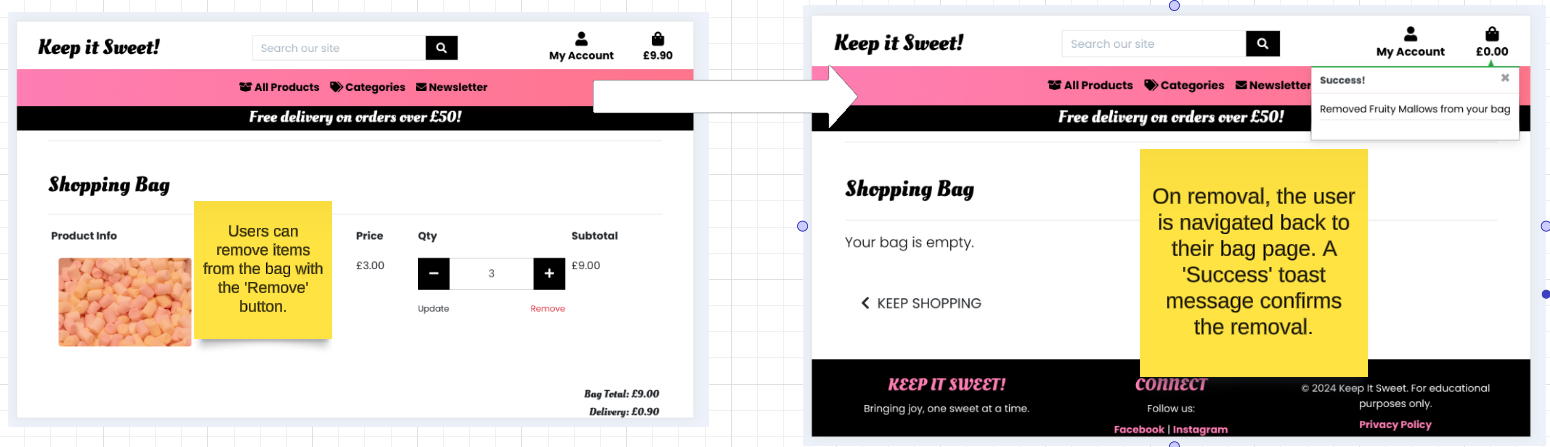 Keep it Sweet!
Search our site
My Account
£9.90
All Products
Categories
Newsletter
Free delivery on orders over £50!
Shopping Bag
Product Info
Price
Qty
Subtotal
Users can
remove items
from the bag with
the 'Remove'
button.
£3.00
3
£9.00
Update
Remove
Bag Total: £9.00
Delivery: £0.90
Keep it Sweet!
Search our site
My Account
£0.00
All Products
Categories
Newsletter
Success!
Removed Fruity Mallows from your bag
Free delivery on orders over £50!
Shopping Bag
Your bag is empty.
KEEP SHOPPING
On removal, the user
is navigated back to
their bag page. A
'Success' toast
message confirms
the removal.
KEEP IT SWEET!
Bringing joy, one sweet at a time.
CONNECT
Follow us:
Facebook | Instagram
© 2024 Keep It Sweet. For educational
purposes only.
Privacy Policy